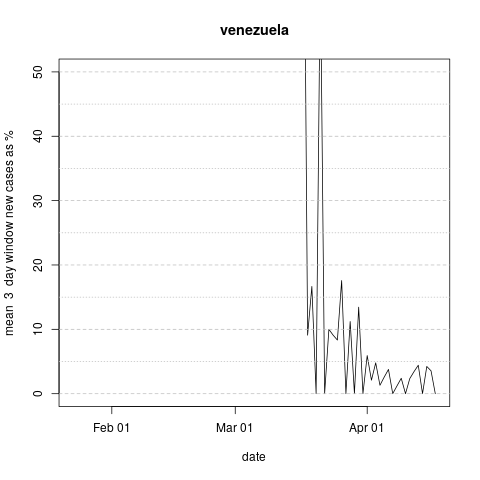 venezuela
mean 3 day window new cases as %
50
40
30
20
10
0
Feb 01
Mar 01
Apr 01
date